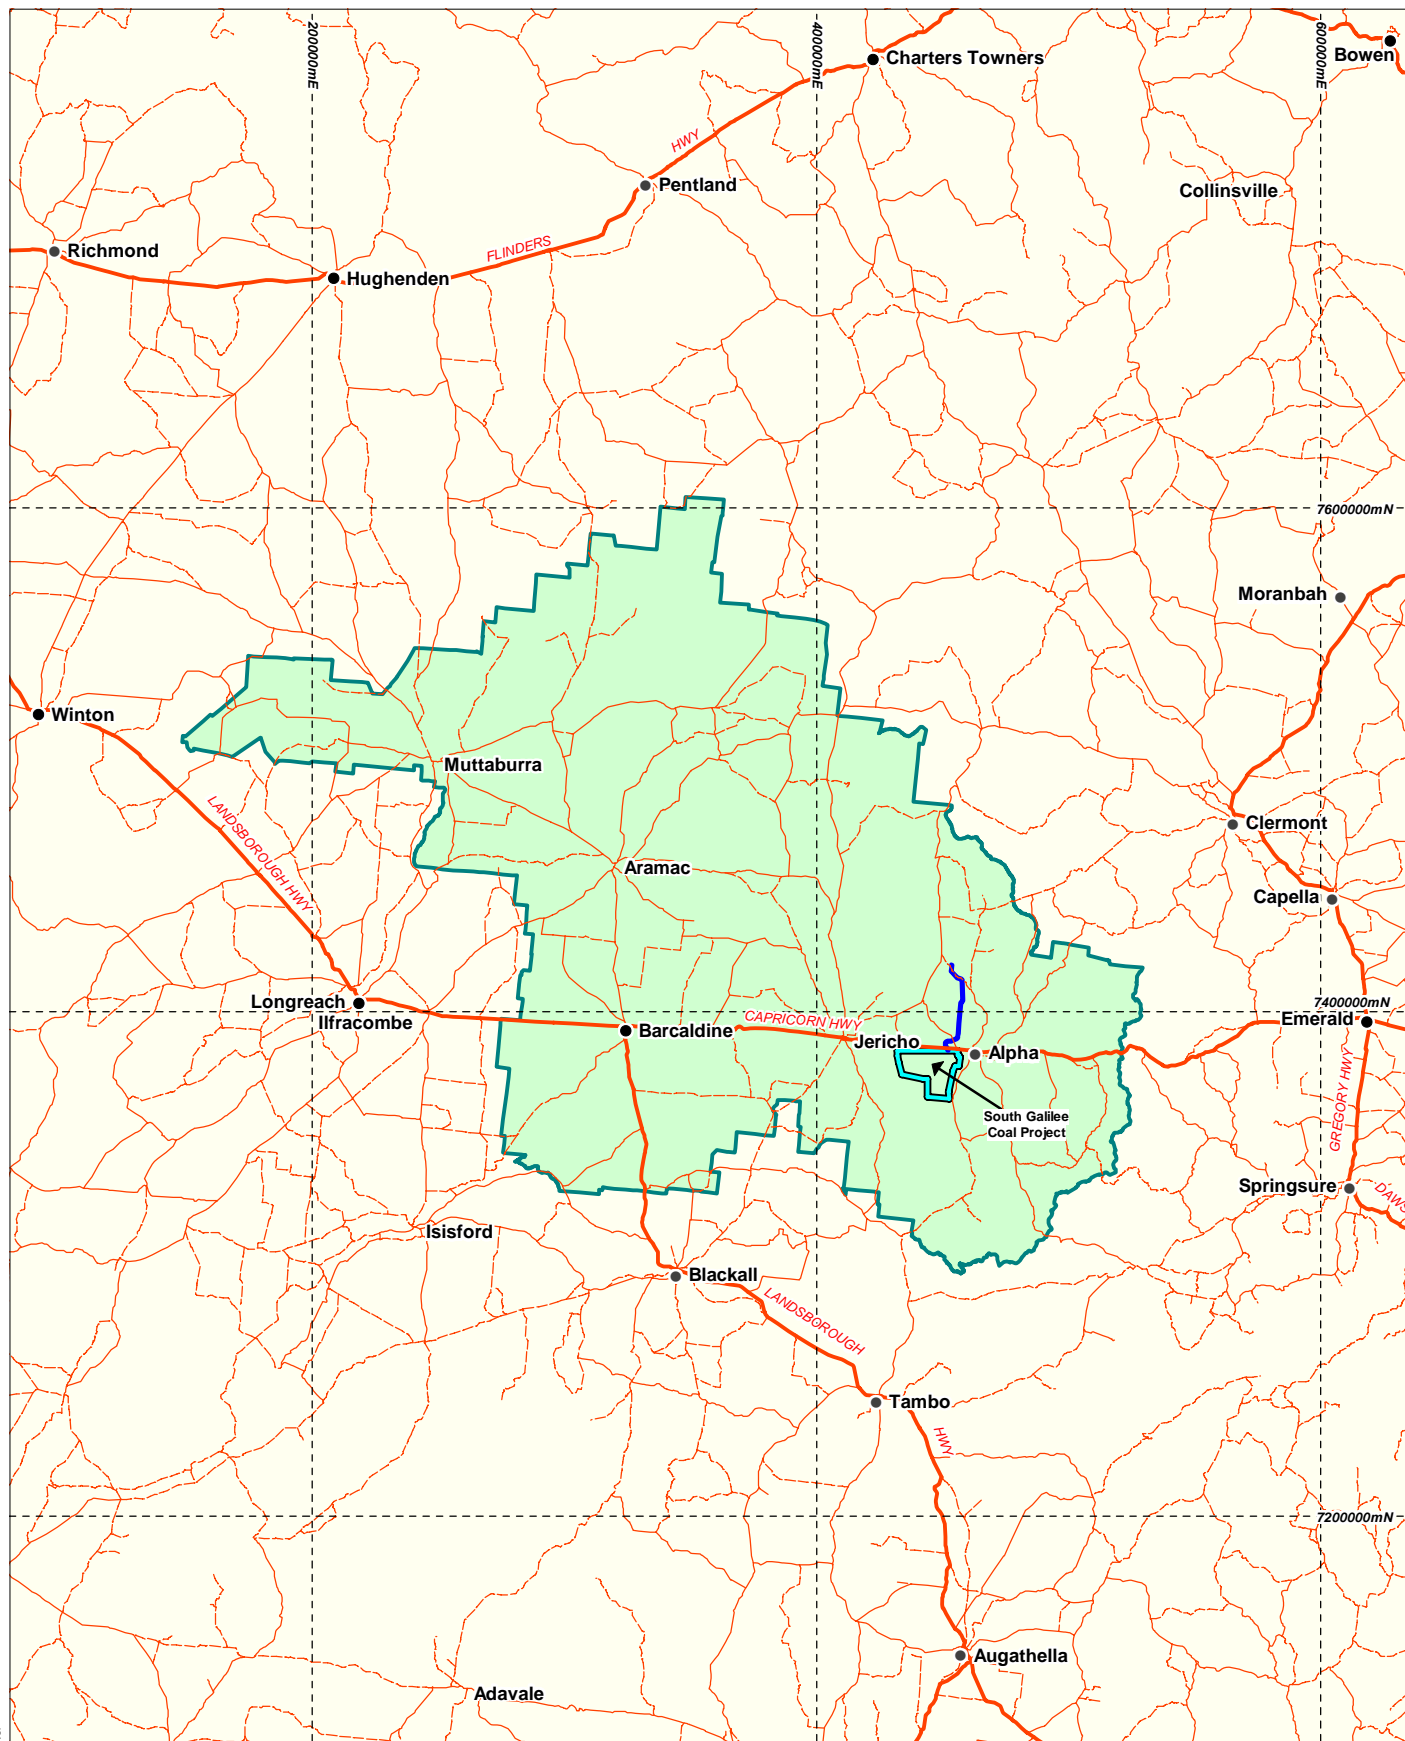 200000mE
400000mE
600000mE
Bowen
Charters Towners
HWY
Pentland
Collinsville
Richmond
FLINDERS
Hughenden
7600000mN
Moranbah
Winton
Muttaburra
LANDSBOROUGH HWY
Clermont
Aramac
Capella
Longreach
7400000mN
Ilfracombe
CAPRICORN HWY
Emerald
Barcaldine
Jericho
Alpha
GREGORY HWY
South Galilee
Coal Project
Springsure
DAWS
Isisford
Blackall
LANDSBOROUGH
Tambo
HWY
7200000mN
Augathella
Adavale